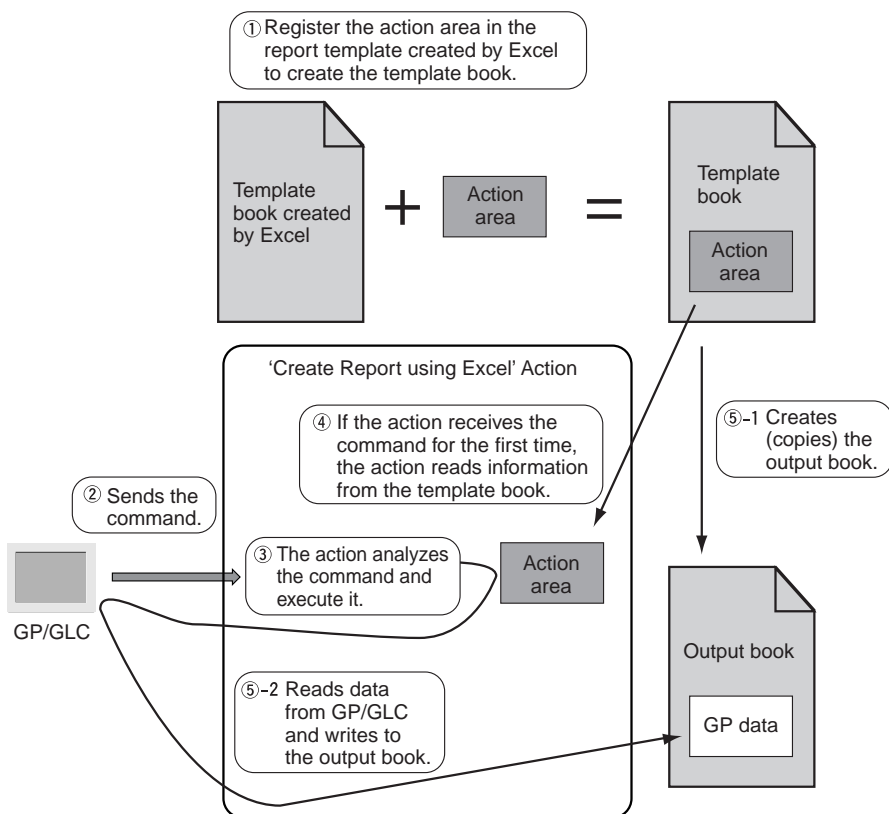 ① Register the action area in the
report template created by Excel
to create the template book.
Template
book created
by Excel
+
Action
area
=
Template
book
Action
area
'Create Report using Excel' Action
④ If the action receives the
command for the first time,
the action reads information
from the template book.
⑤-1 Creates
(copies) the
output book.
② Sends the
command.
③ The action analyzes
the command and
execute it.
Action
area
GP/GLC
Output book
⑤-2 Reads data
from GP/GLC
and writes to
the output book.
GP data